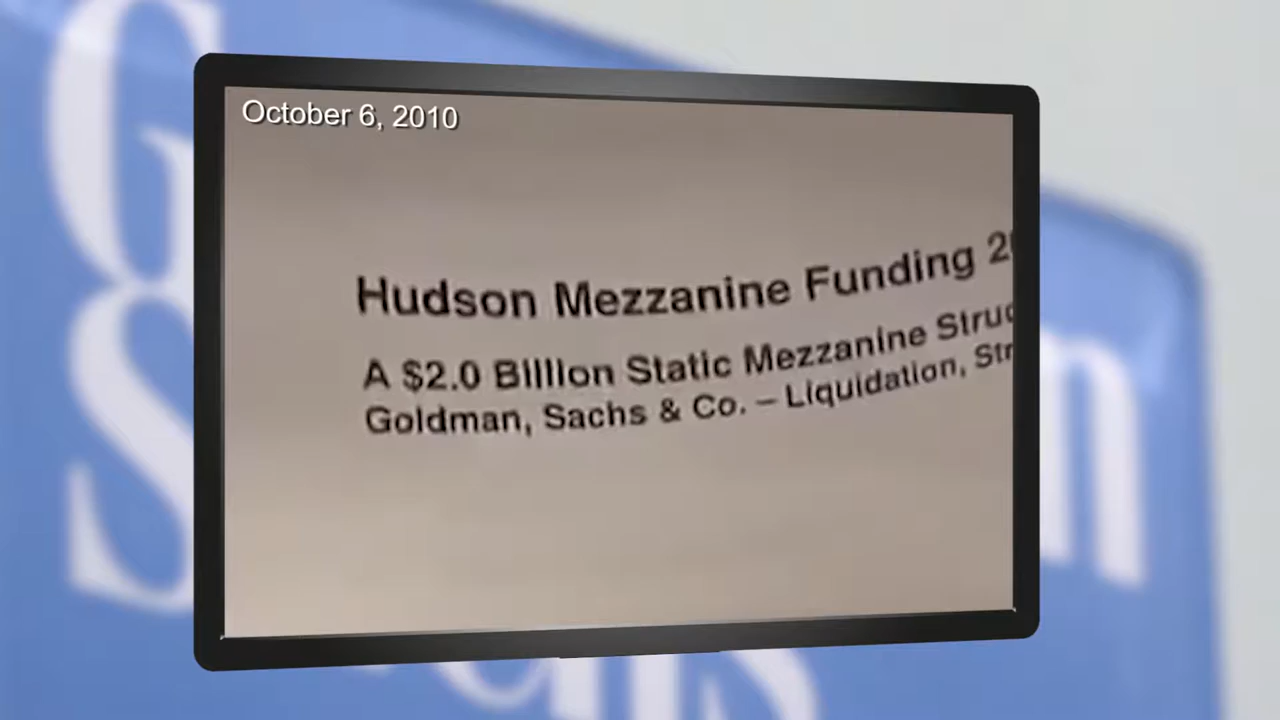 October 6, 2010
Hudson Mezzanine Funding
A $2.0 Billion Static Mezzanine
Goldman, Sachs & Co. – Liquidation,